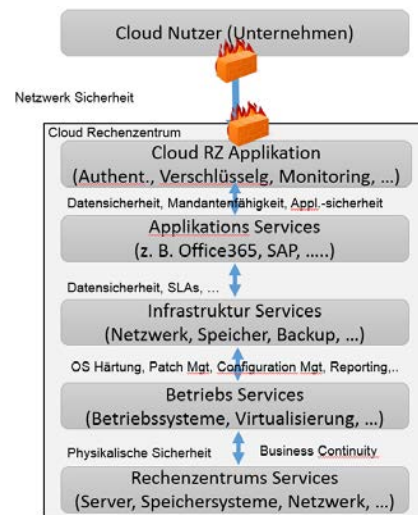 Cloud Nutzer (Unternehmen)
Netzwerk Sicherheit
Cloud Rechenzentrum
Cloud RZ Applikation
(Authent., Verschlüsselg, Monitoring, ...)
Datensicherheit, Mandantenfähigkeit, Appl.-sicherheit
Applikations Services
(z. B. Office365, SAP, .....)
Datensicherheit, SLAs, ...
Infrastruktur Services
(Netzwerk, Speicher, Backup, ...)
OS Härtung, Patch Mgt, Configuration Mgt, Reporting,..
Betriebs Services
(Betriebssysteme, Virtualisierung, ...)
Physikalische Sicherheit Business Continuity
Rechenzentrums Services
(Server, Speichersysteme, Netzwerk, ...)